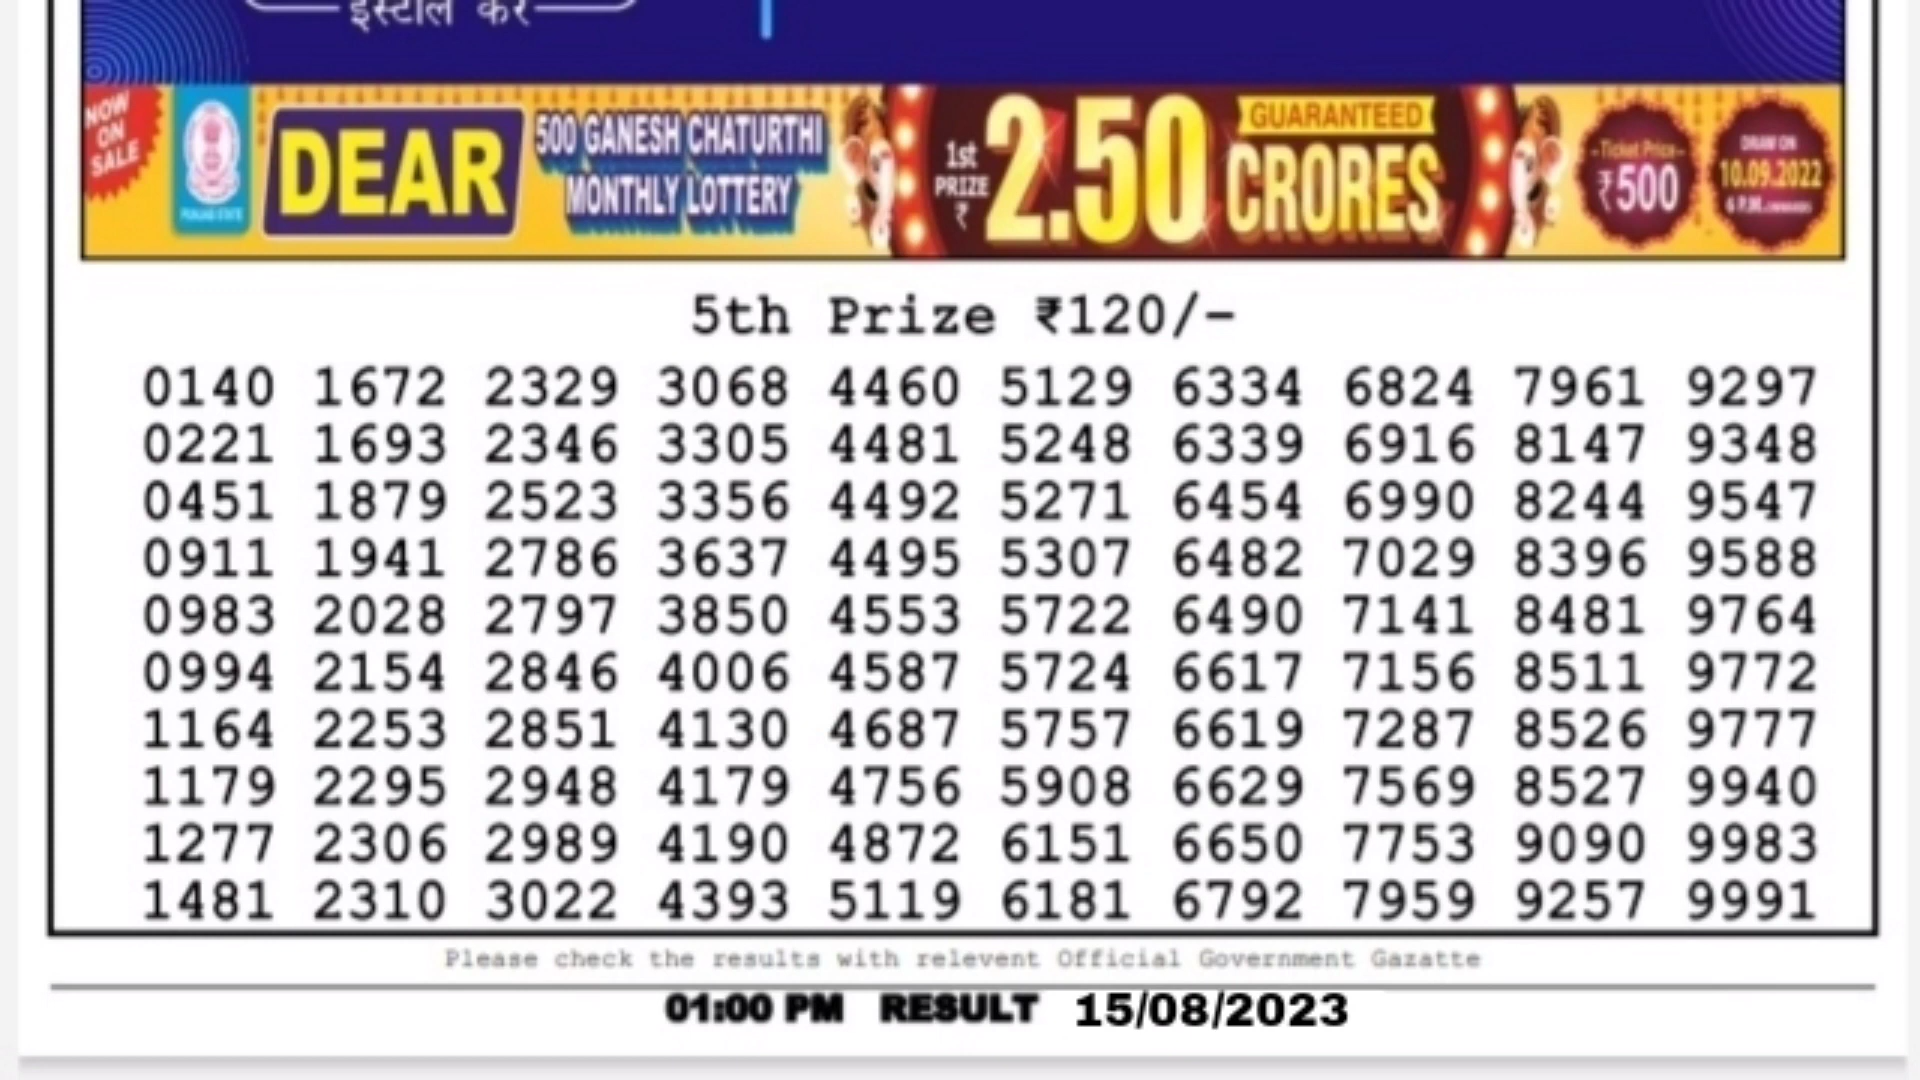 इंस्टॉल करें
NOW
ON
SALE
PUNJAB STATE
DEAR
500 GANESH CHATURTHI
MONTHLY LOTTERY
1st
PRIZE
₹
2.50
GUARANTEED
CRORES
Ticket Price
₹500
DRAW ON
10.09.2022
6 P.M.
5th Prize ₹120/-
0140 1672 2329 3068 4460 5129 6334 6824 7961 9297
0221 1693 2346 3305 4481 5248 6339 6916 8147 9348
0451 1879 2523 3356 4492 5271 6454 6990 8244 9547
0911 1941 2786 3637 4495 5307 6482 7029 8396 9588
0983 2028 2797 3850 4553 5722 6490 7141 8481 9764
0994 2154 2846 4006 4587 5724 6617 7156 8511 9772
1164 2253 2851 4130 4687 5757 6619 7287 8526 9777
1179 2295 2948 4179 4756 5908 6629 7569 8527 9940
1277 2306 2989 4190 4872 6151 6650 7753 9090 9983
1481 2310 3022 4393 5119 6181 6792 7959 9257 9991
Please check the results with relevent Official Government Gazatte
01:00 PM RESULT 15/08/2023